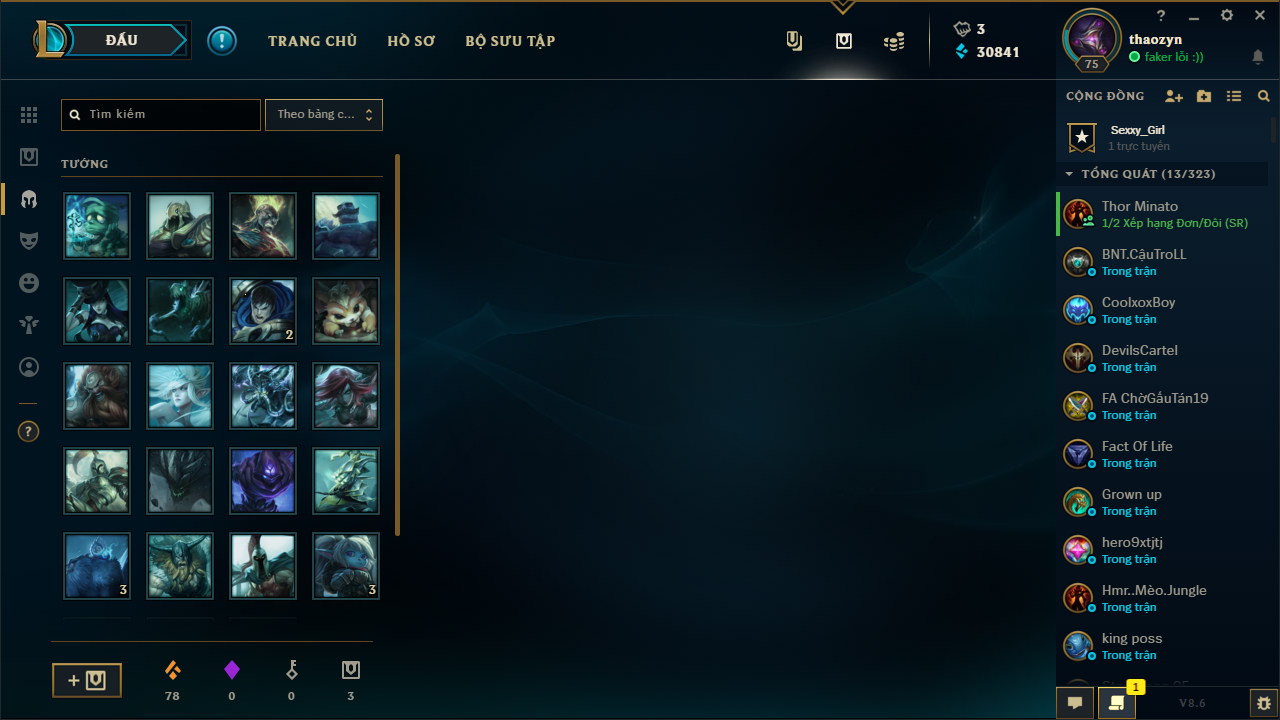 ĐẤU
TRANG CHỦ
HỒ SƠ
BỘ SƯU TẬP
3
30841
75
thaozyn
faker lỗi :))
Tìm kiếm
Theo bảng c...
TƯỚNG
2
3
3
78
0
0
3
CỘNG ĐỒNG
Sexxy_Girl
1 trực tuyến
TỔNG QUÁT (13/323)
Thor Minato
1/2 Xếp hạng Đơn/Đôi (SR)
BNT.CậuTroLL
Trong trận
CoolxoxBoy
Trong trận
DevilsCartel
Trong trận
FA ChờGấuTán19
Trong trận
Fact Of Life
Trong trận
Grown up
Trong trận
hero9xtjtj
Trong trận
Hmr..Mèo.Jungle
Trong trận
king poss
Trong trận
1
V8.6